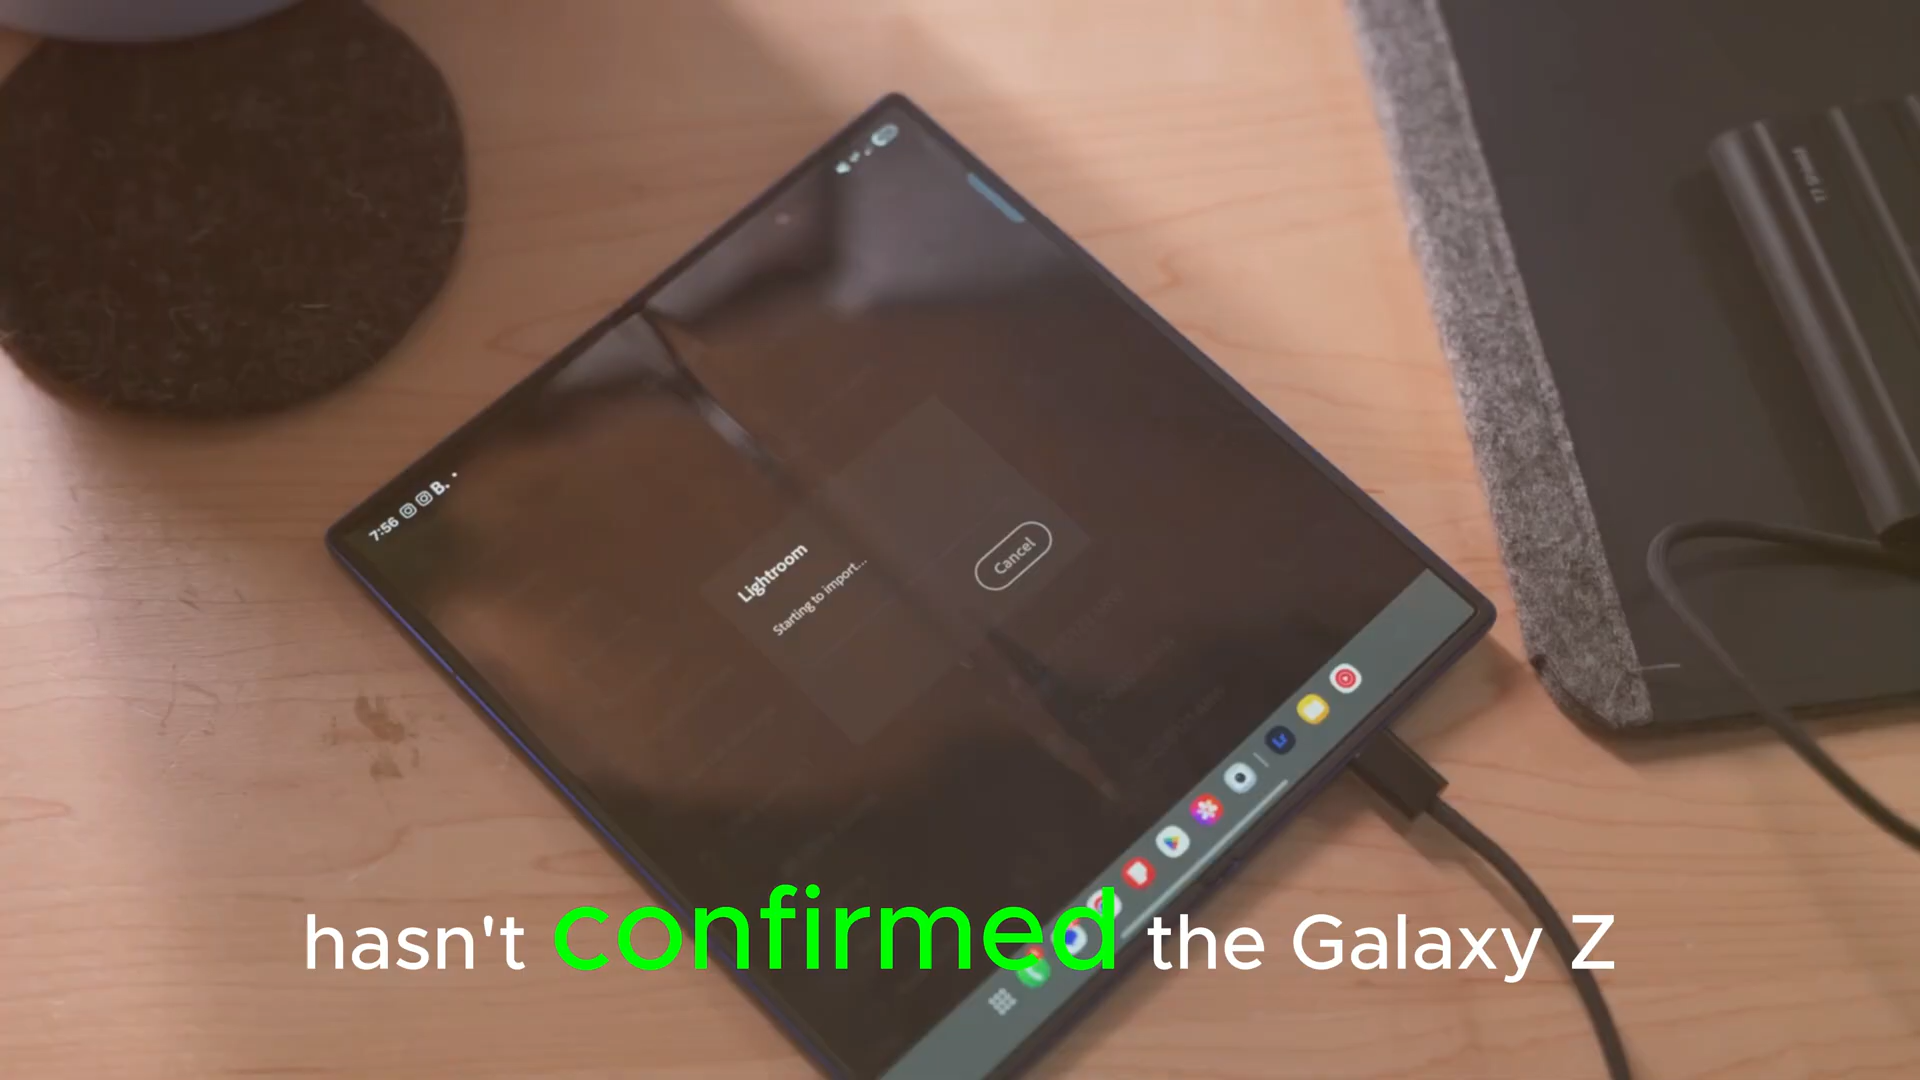 7:56 B.
Lightroom
Starting to import...
Cancel
hasn't confirmed the Galaxy Z